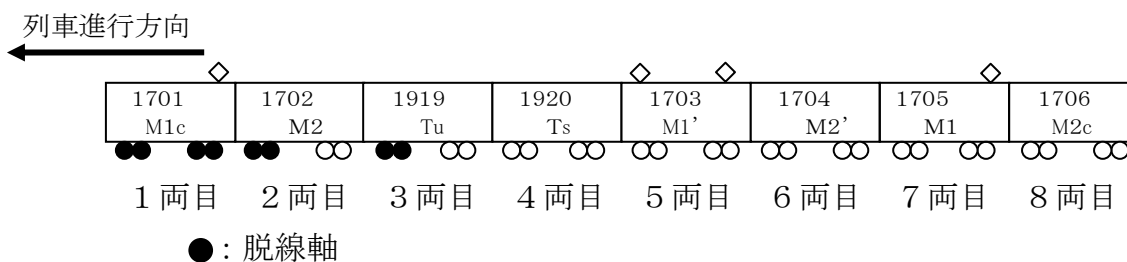 列車進行方向
1701 1702 1919 1920 1703 1704 1705 1706
M1c M2 Tu Ts M1’ M2’ M1 M2c
１両目 ２両目 ３両目 ４両目 ５両目 ６両目 ７両目 ８両目
●：脱線軸